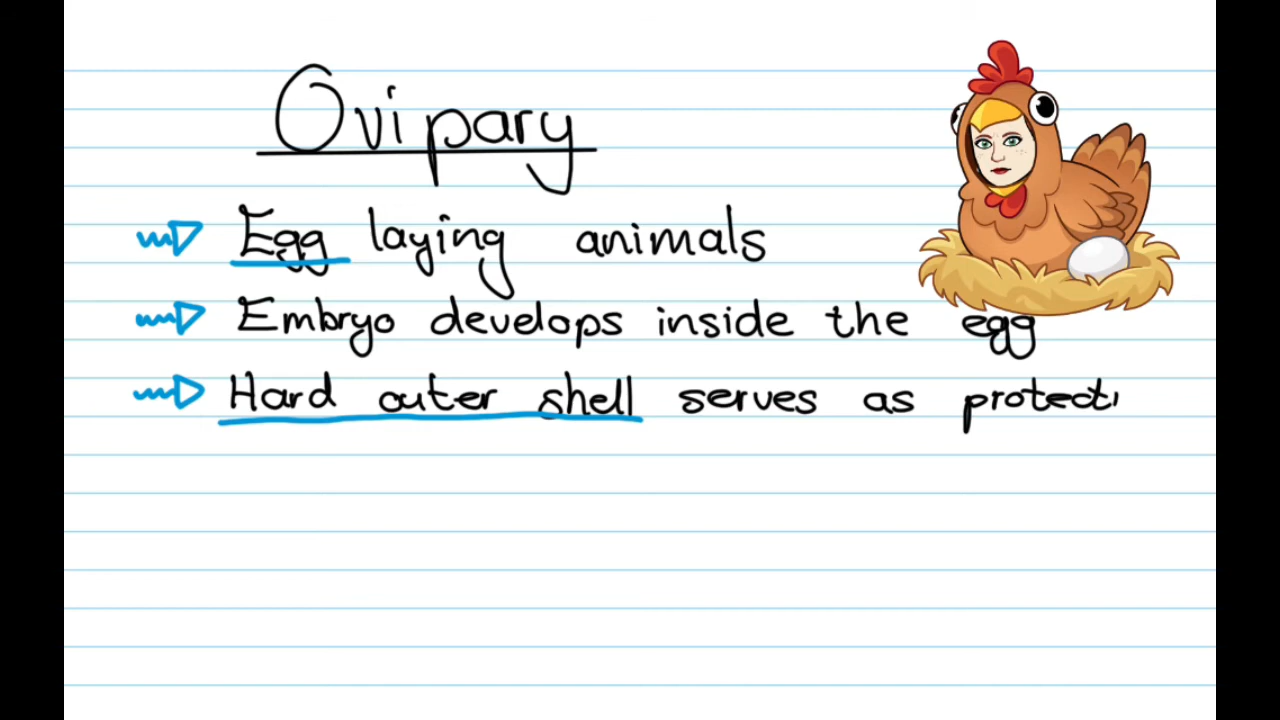 Ovipary
Egg laying animals
Embryo develops inside the egg
Hard outer shell serves as protecti